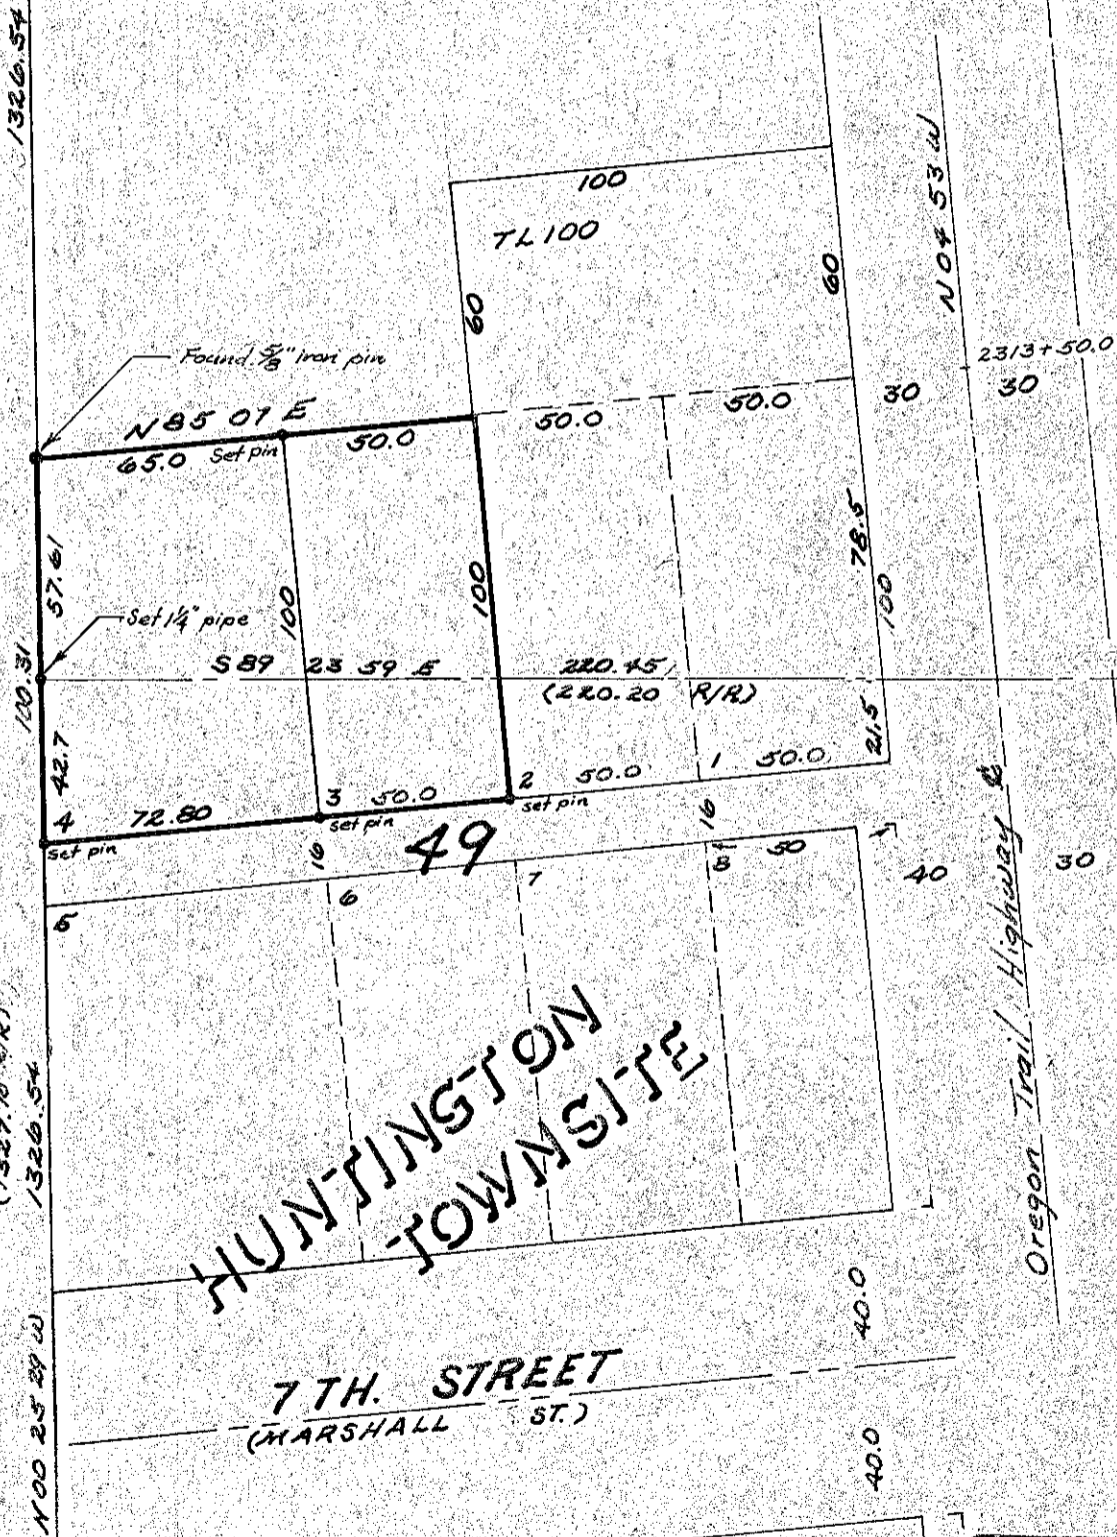 1326.54
100
TL 100
60
60
N 04 53 W
Found 5/8" iron pin
2313+50.0
30
30
N 85 07 E
50.0
50.0
50.0
65.0
Set pin
57.61
100
100
78.5
100
Set 1 1/4" pipe
100.31
S 89 23 59 E
220.45
(220.20 R/R)
42.7
21.5
4
72.80
3
50.0
2
50.0
1
50.0
set pin
set pin
set pin
16
49
16
5
6
7
8
50
40
30
Oregon Trail Highway ℄
1326.54
HUNTINGTON
TOWNSITE
N 00 25 29 W
40.0
7 TH. STREET
(MARSHALL ST.)
40.0